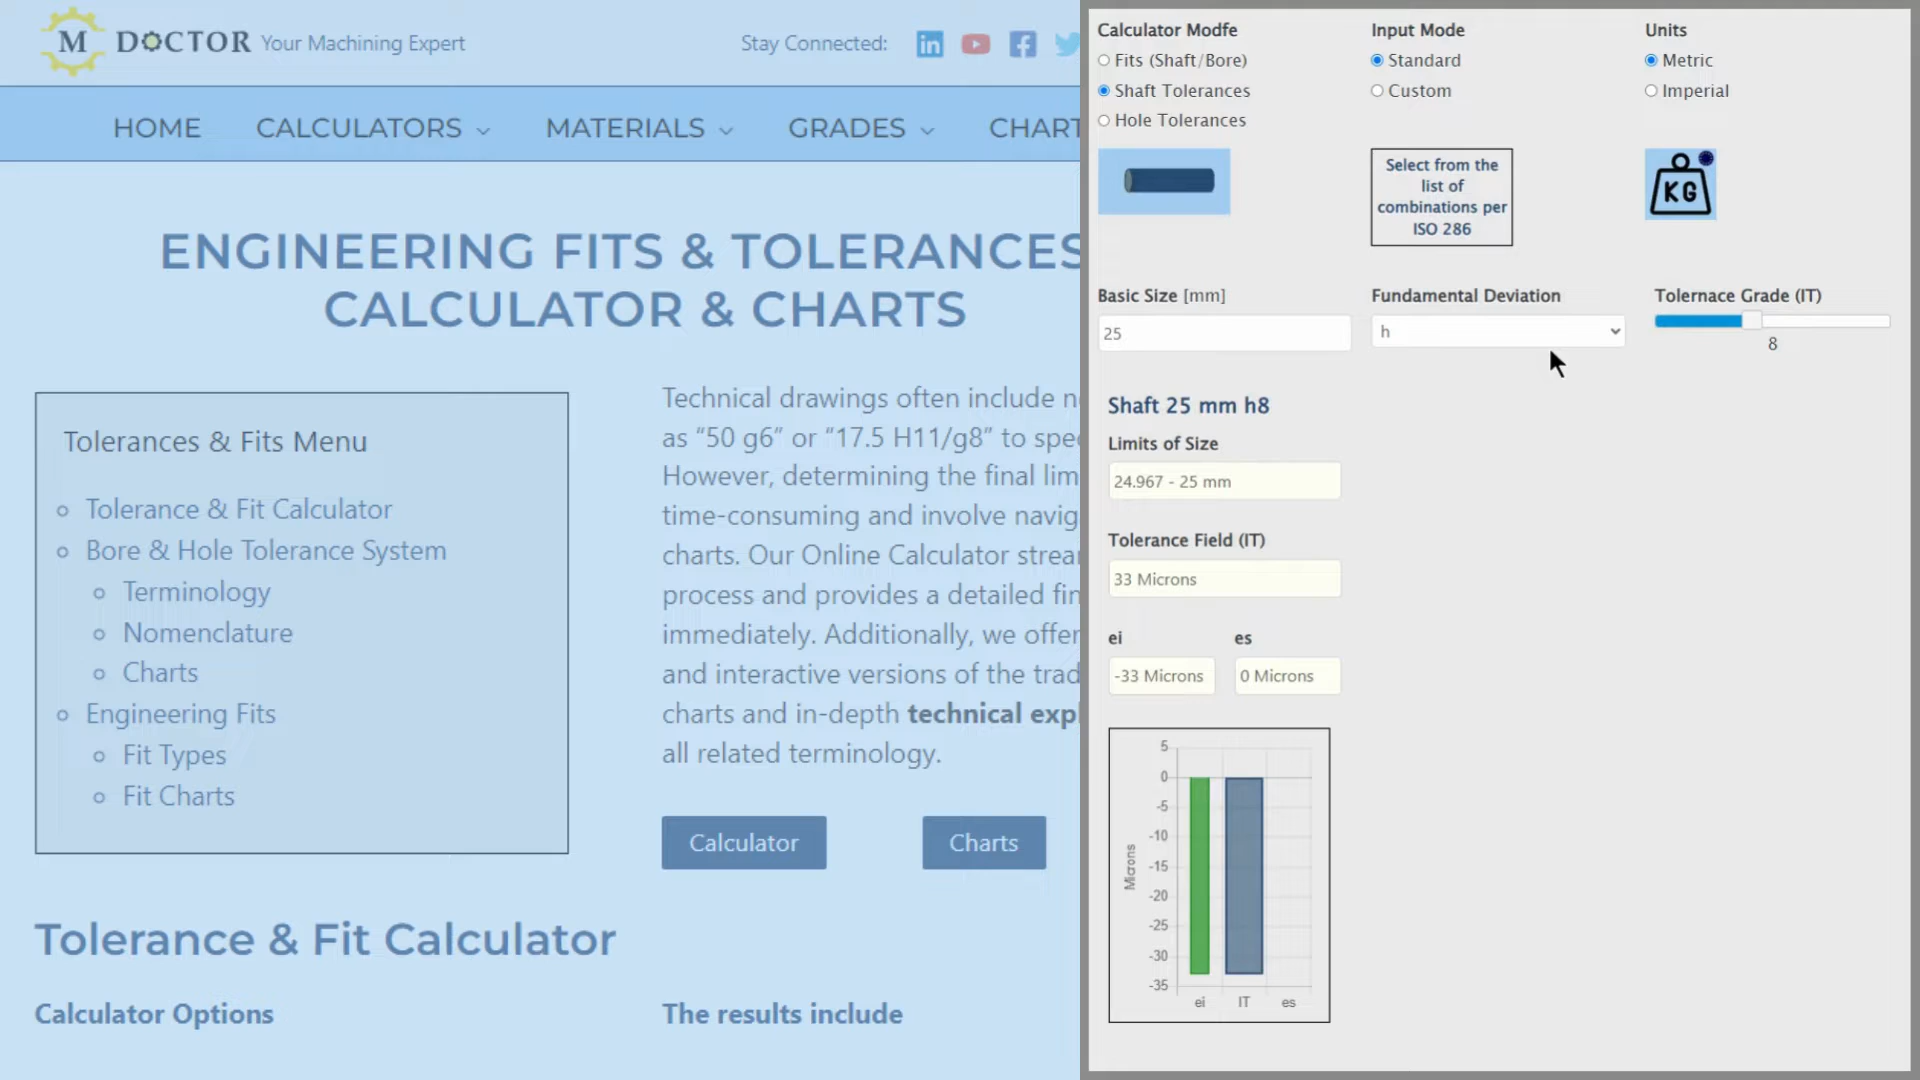 M DOCTOR Your Machining Expert
Stay Connected:
in
HOME
CALCULATORS
MATERIALS
GRADES
CHART
ENGINEERING FITS & TOLERANCES
CALCULATOR & CHARTS
Tolerances & Fits Menu
Tolerance & Fit Calculator
Bore & Hole Tolerance System
Terminology
Nomenclature
Charts
Engineering Fits
Fit Types
Fit Charts
Technical drawings often include n
as “50 g6” or “17.5 H11/g8” to spe
However, determining the final lim
time-consuming and involve navig
charts. Our Online Calculator strea
process and provides a detailed fin
immediately. Additionally, we offer
and interactive versions of the trad
charts and in-depth technical expl
all related terminology.
Calculator
Charts
Tolerance & Fit Calculator
Calculator Options
The results include
Calculator Modfe
Fits (Shaft/Bore)
Shaft Tolerances
Hole Tolerances
Input Mode
Standard
Custom
Units
Metric
Imperial
Select from the
list of
combinations per
ISO 286
KG
Basic Size [mm]
25
Fundamental Deviation
h
Tolernace Grade (IT)
8
Shaft 25 mm h8
Limits of Size
24.967 - 25 mm
Tolerance Field (IT)
33 Microns
ei
es
-33 Microns
0 Microns
Microns
5
0
-5
-10
-15
-20
-25
-30
-35
ei
IT
es